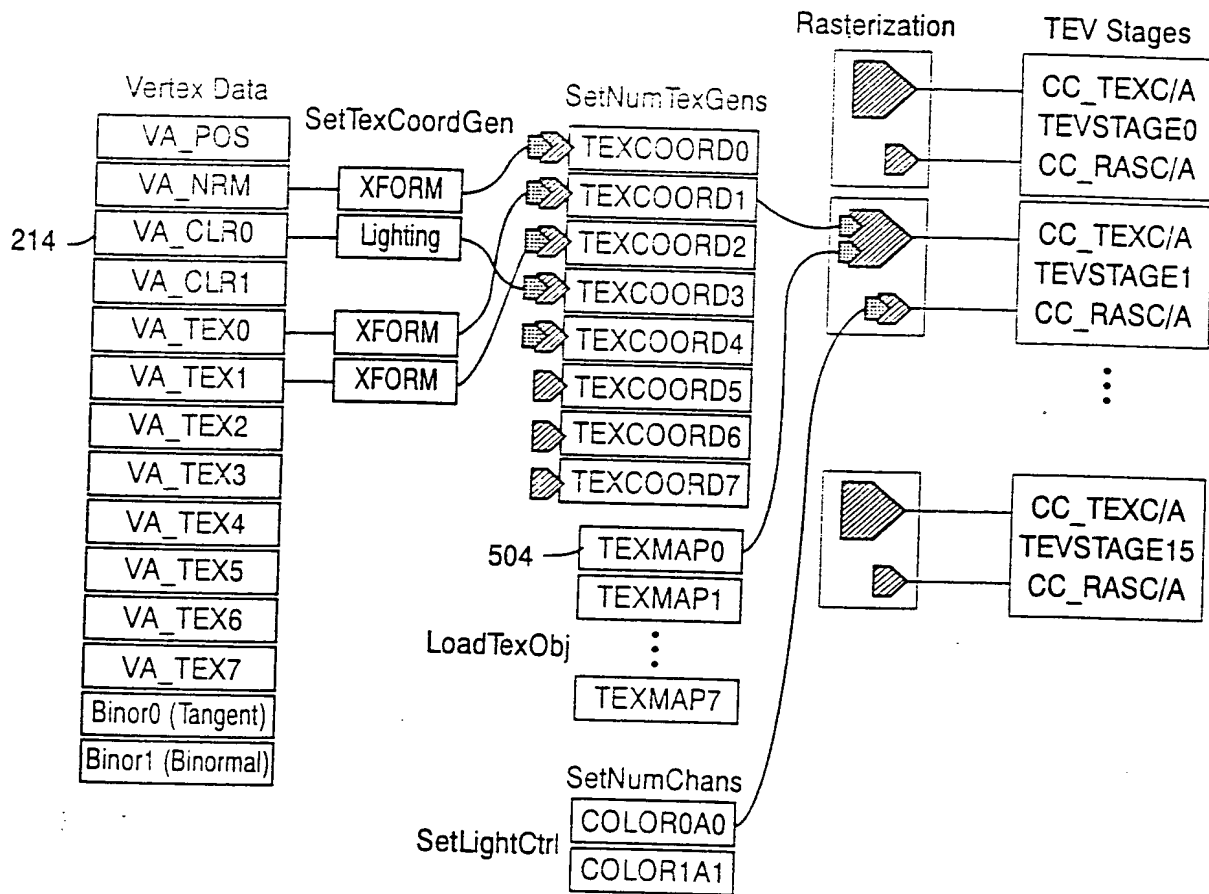 Vertex Data
VA_POS
VA_NRM
214
VA_CLR0
VA_CLR1
VA_TEX0
VA_TEX1
VA_TEX2
VA_TEX3
VA_TEX4
VA_TEX5
VA_TEX6
VA_TEX7
Binor0 (Tangent)
Binor1 (Binormal)
SetTexCoordGen
XFORM
Lighting
XFORM
XFORM
SetNumTexGens
TEXCOORD0
TEXCOORD1
TEXCOORD2
TEXCOORD3
TEXCOORD4
TEXCOORD5
TEXCOORD6
TEXCOORD7
504
TEXMAP0
TEXMAP1
LoadTexObj
TEXMAP7
SetNumChans
SetLightCtrl
COLOR0A0
COLOR1A1
Rasterization
TEV Stages
CC_TEXC/A
TEVSTAGE0
CC_RASC/A
CC_TEXC/A
TEVSTAGE1
CC_RASC/A
CC_TEXC/A
TEVSTAGE15
CC_RASC/A